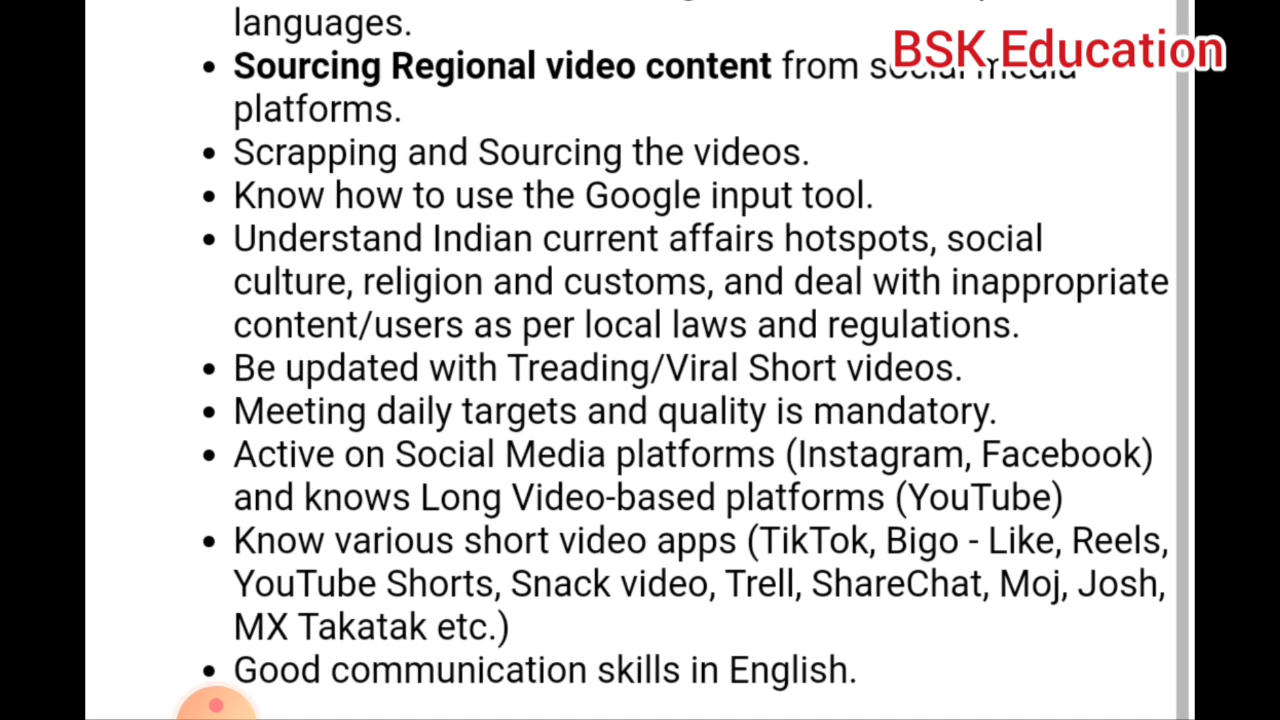 languages.
BSK Education
• Sourcing Regional video content from social media
platforms.
• Scrapping and Sourcing the videos.
• Know how to use the Google input tool.
• Understand Indian current affairs hotspots, social
culture, religion and customs, and deal with inappropriate
content/users as per local laws and regulations.
• Be updated with Treading/Viral Short videos.
• Meeting daily targets and quality is mandatory.
• Active on Social Media platforms (Instagram, Facebook)
and knows Long Video-based platforms (YouTube)
• Know various short video apps (TikTok, Bigo - Like, Reels,
YouTube Shorts, Snack video, Trell, ShareChat, Moj, Josh,
MX Takatak etc.)
• Good communication skills in English.